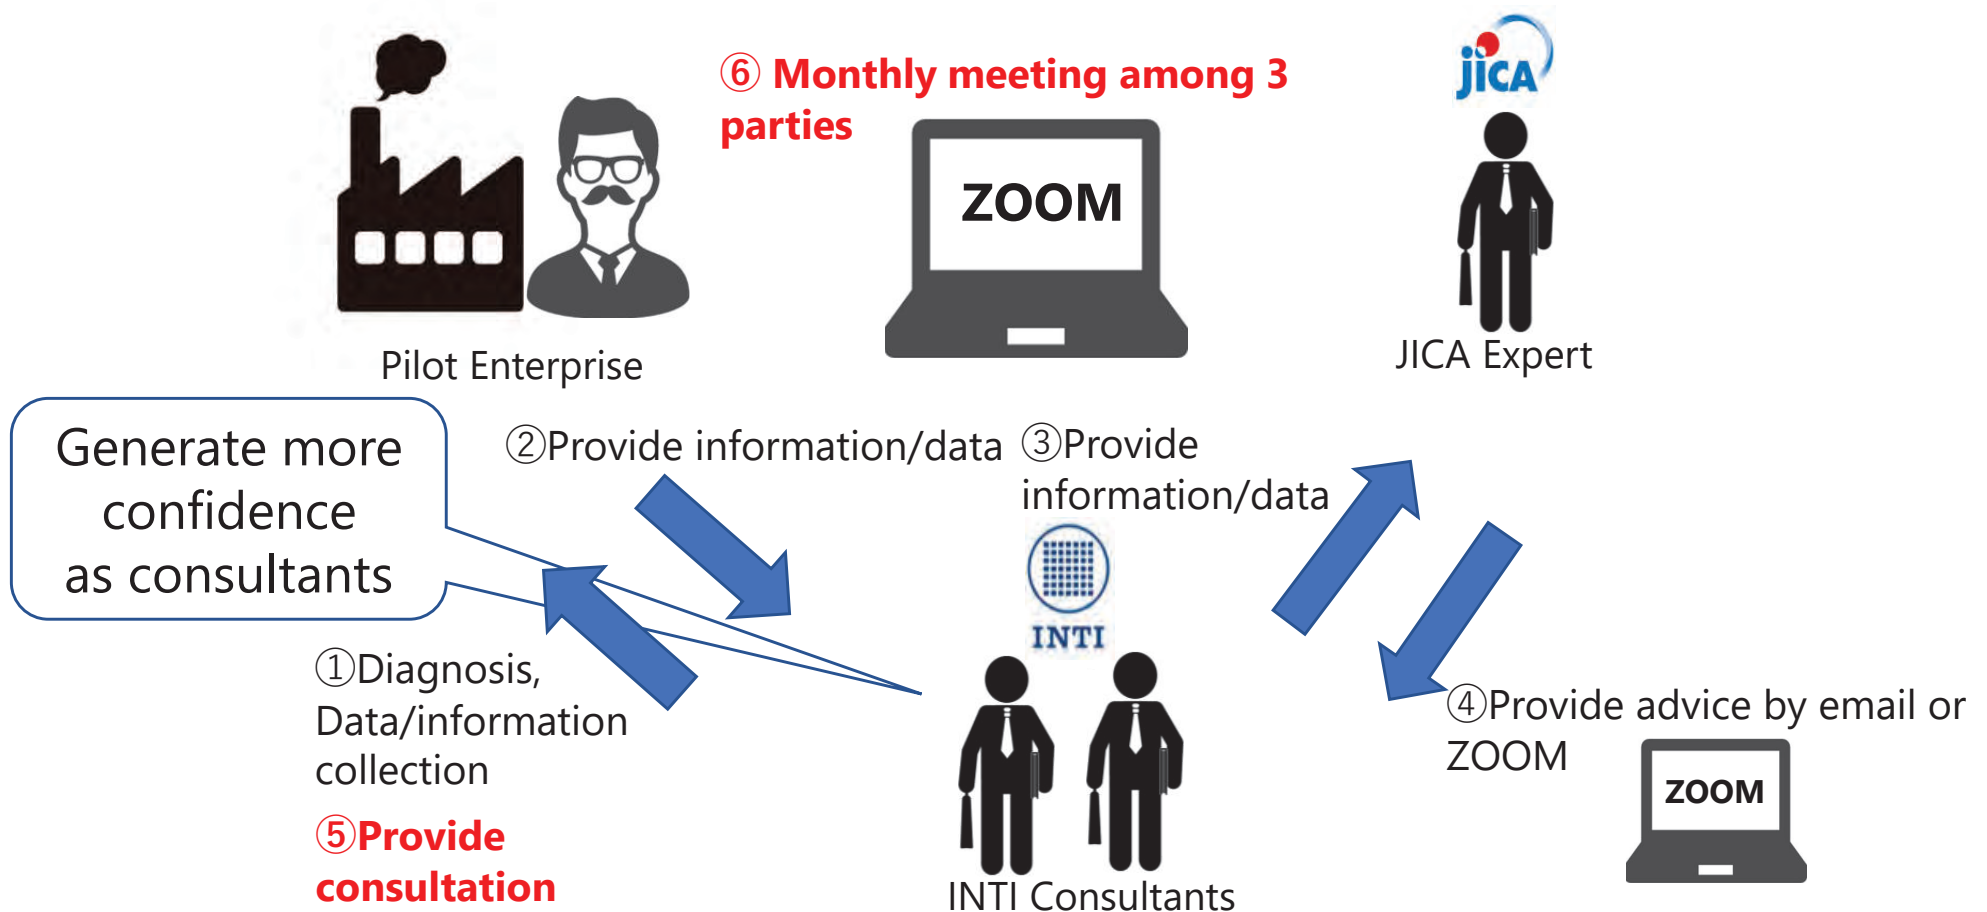 ⑥ Monthly meeting among 3
parties
jICA
ZOOM
Pilot Enterprise
JICA Expert
Generate more
confidence
as consultants
②Provide information/data
③Provide
information/data
INTI
①Diagnosis,
Data/information
collection
⑤Provide
consultation
④Provide advice by email or
ZOOM
ZOOM
INTI Consultants